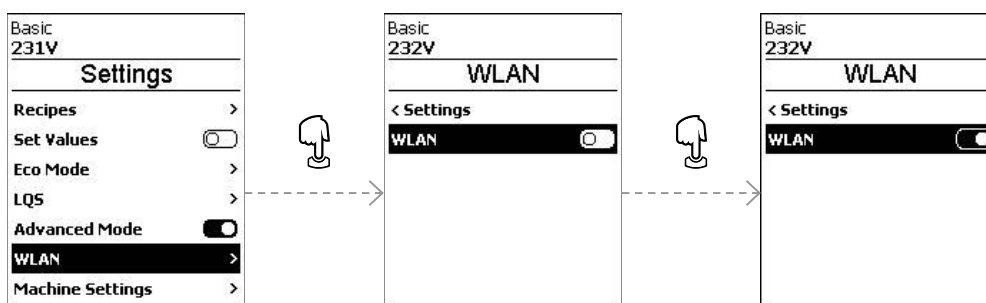 Basic
231V
Settings
Recipes >
Set Values
Eco Mode >
LQS >
Advanced Mode
WLAN >
Machine Settings >
Basic
232V
WLAN
< Settings
WLAN
Basic
232V
WLAN
< Settings
WLAN